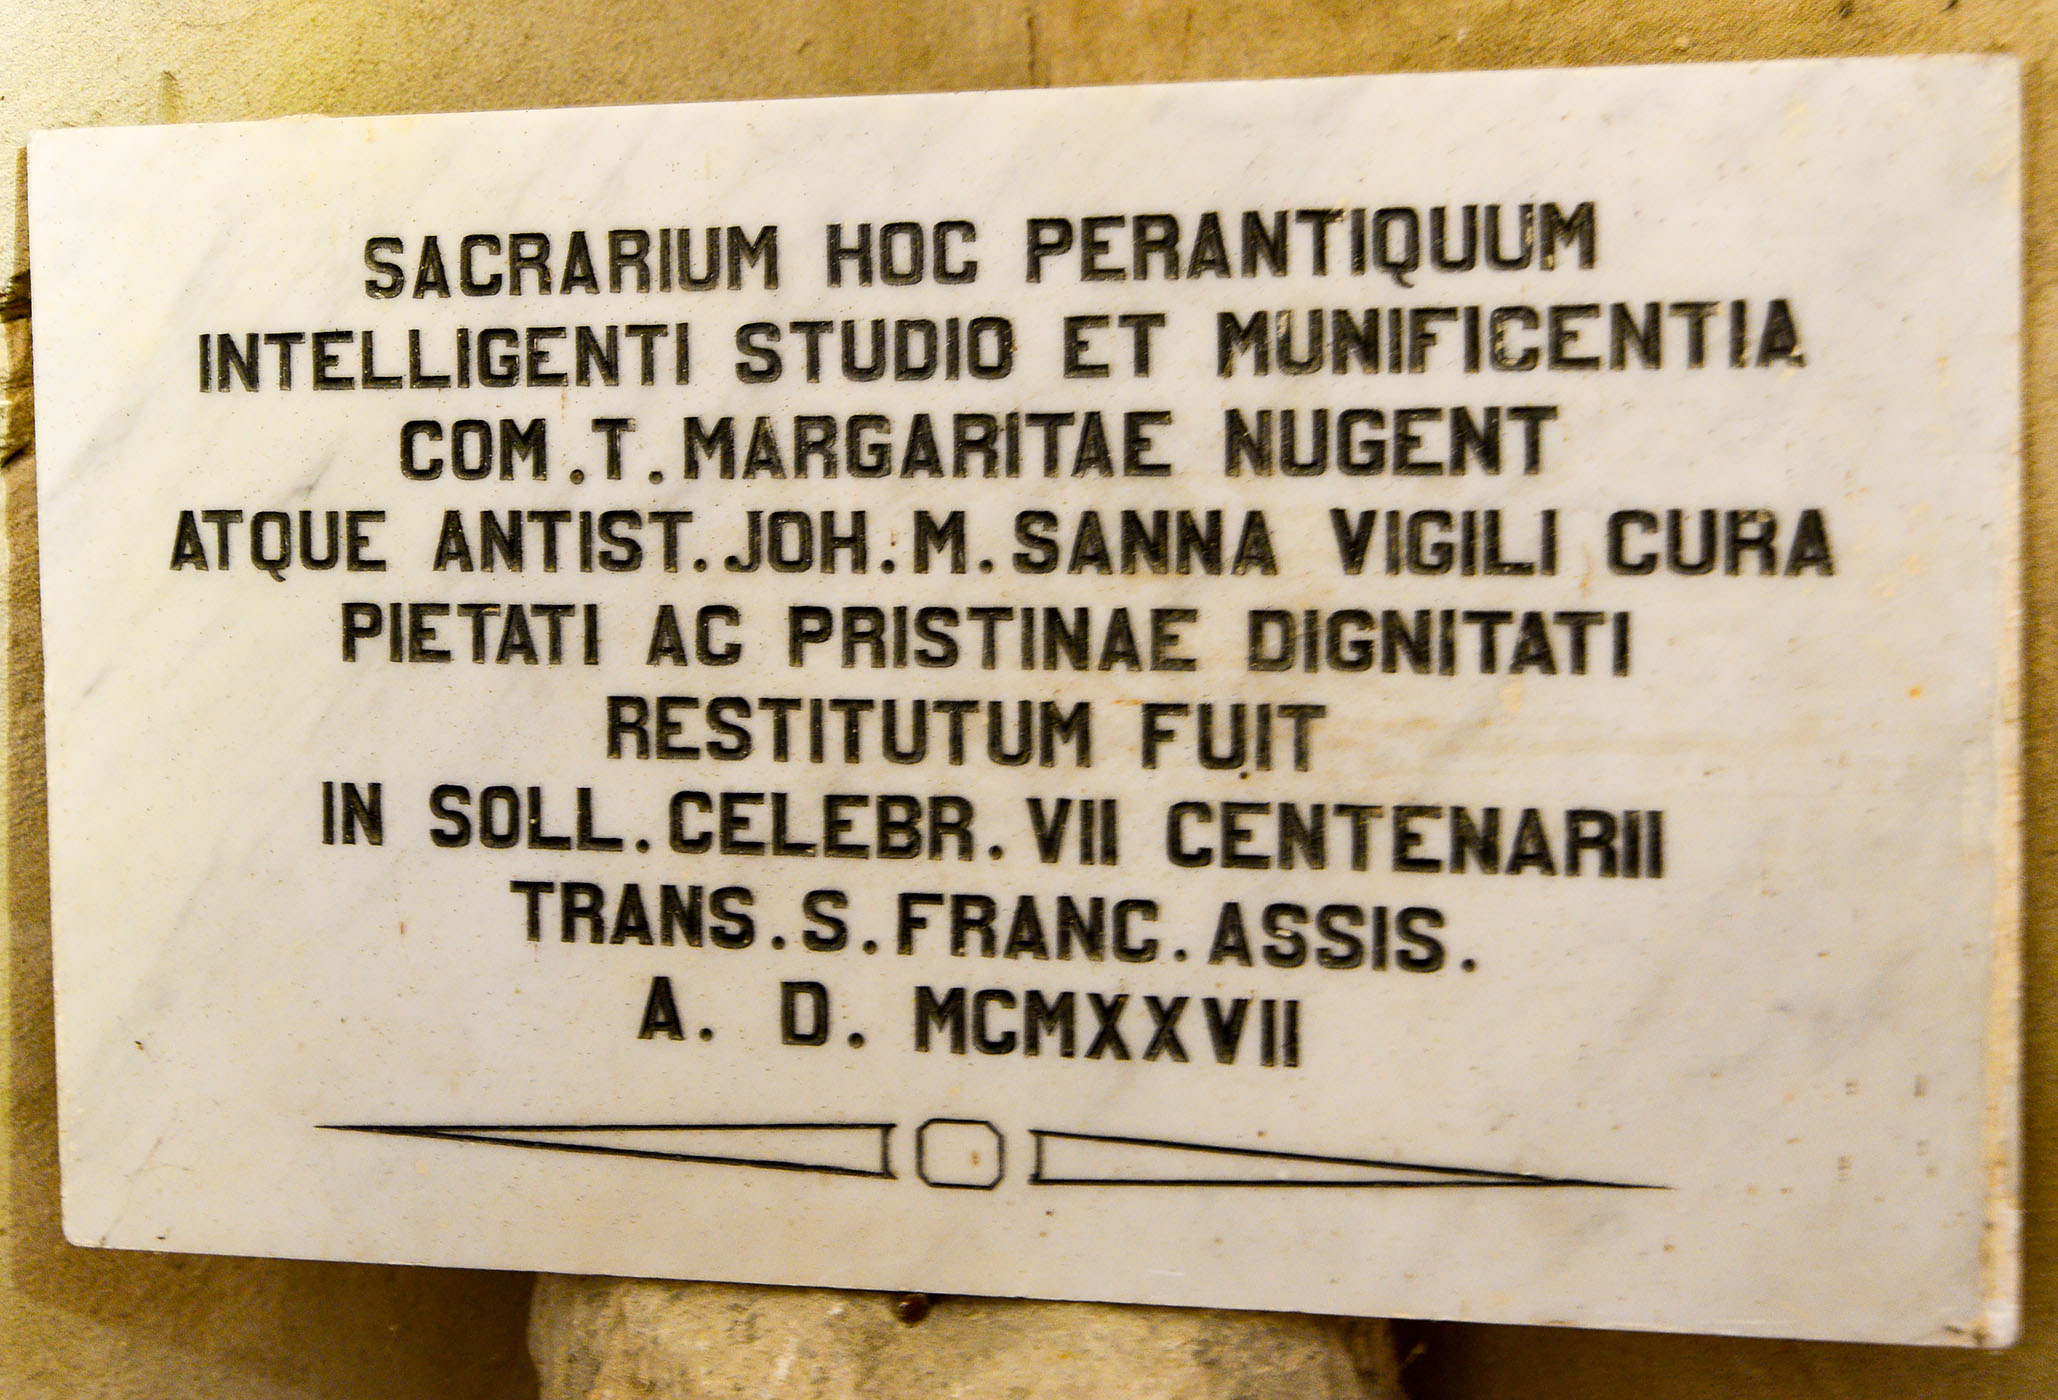 SACRARIUM HOC PERANTIQUUM
INTELLIGENTI STUDIO ET MUNIFICENTIA
COM.T.MARGARITAE NUGENT
ATQUE ANTIST.JOH.M.SANNA VIGILI CURA
PIETATI AC PRISTINAE DIGNITATI
RESTITUTUM FUIT
IN SOLL.CELEBR.VII CENTENARII
TRANS.S.FRANC.ASSIS.
A. D. MCMXXVII